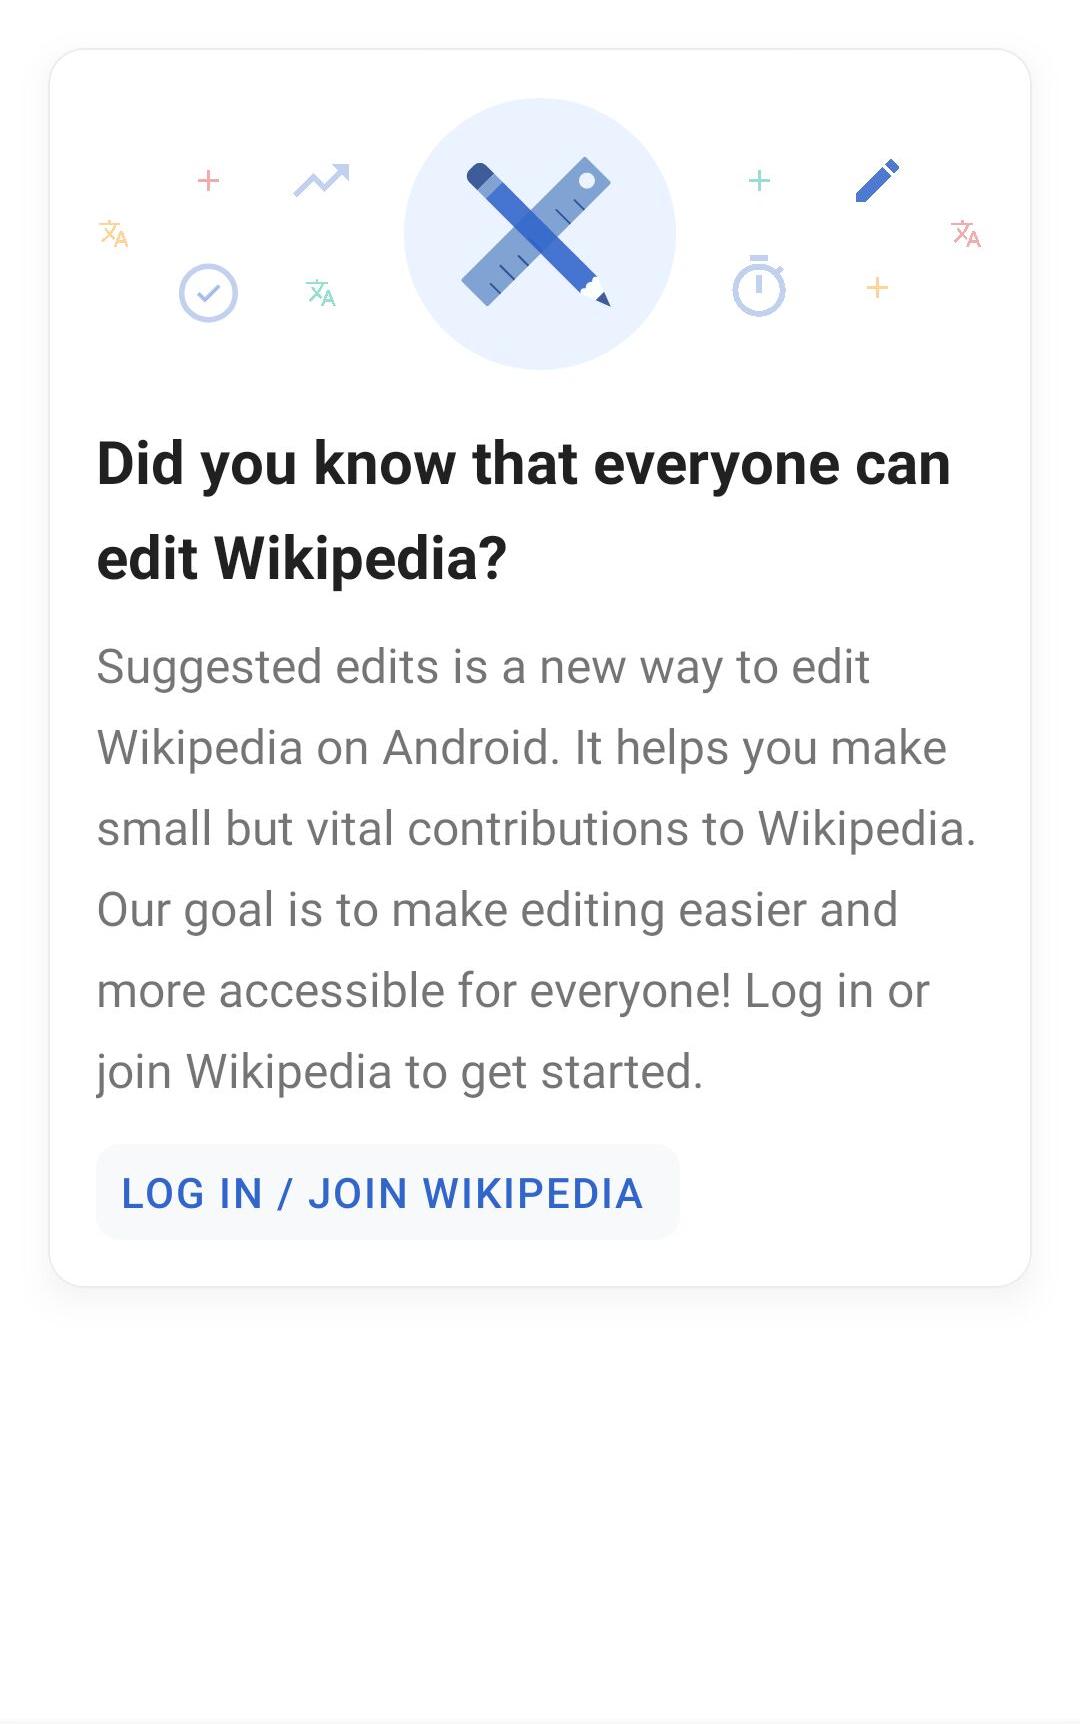 Did you know that everyone can
edit Wikipedia?
Suggested edits is a new way to edit
Wikipedia on Android. It helps you make
small but vital contributions to Wikipedia.
Our goal is to make editing easier and
more accessible for everyone! Log in or
join Wikipedia to get started.
LOG IN / JOIN WIKIPEDIA